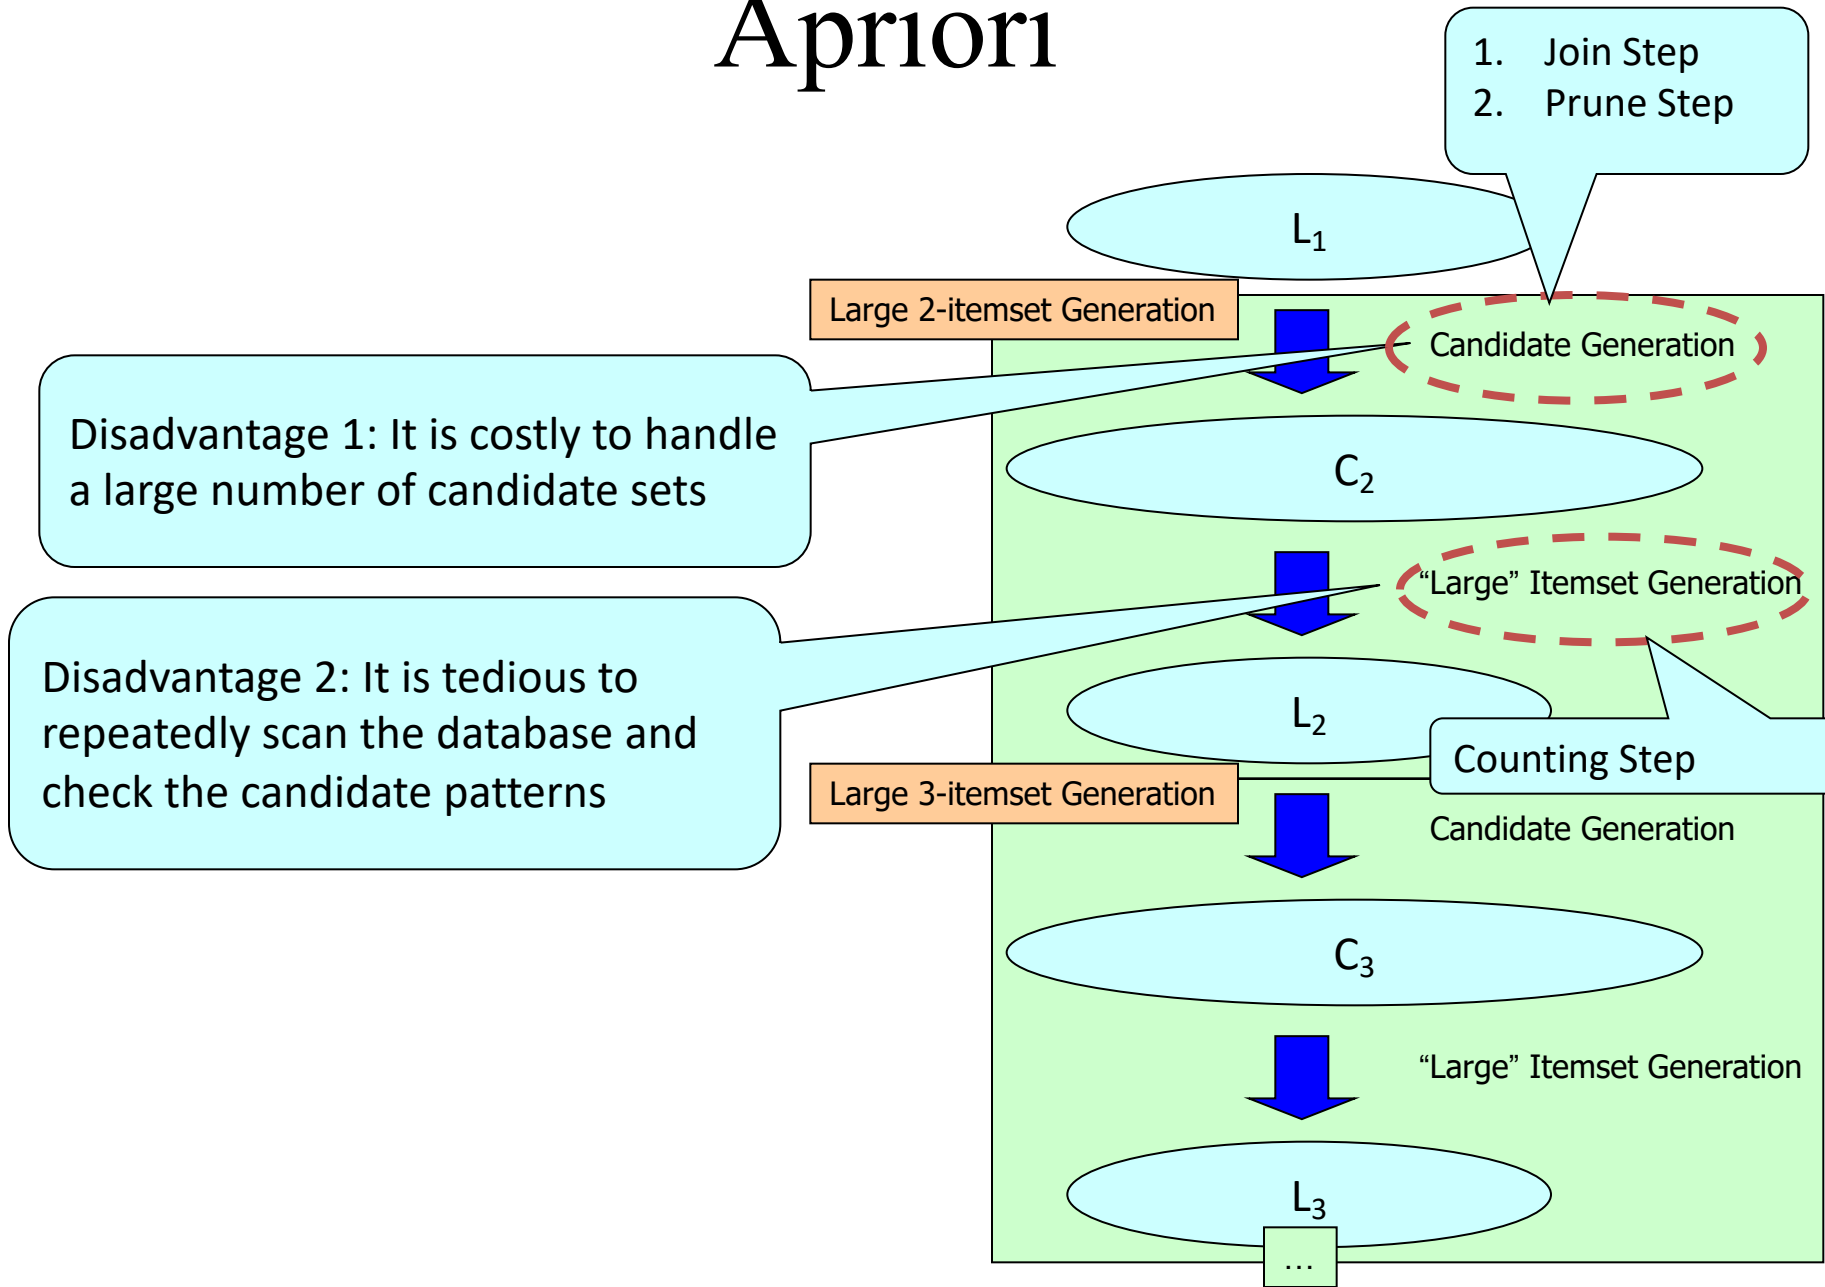 Apriori
1. Join Step
2. Prune Step
L₁
Large 2-itemset Generation
Candidate Generation
Disadvantage 1: It is costly to handle
a large number of candidate sets
C₂
“Large” Itemset Generation
Disadvantage 2: It is tedious to
repeatedly scan the database and
check the candidate patterns
L₂
Counting Step
Large 3-itemset Generation
Candidate Generation
C₃
“Large” Itemset Generation
L₃
…